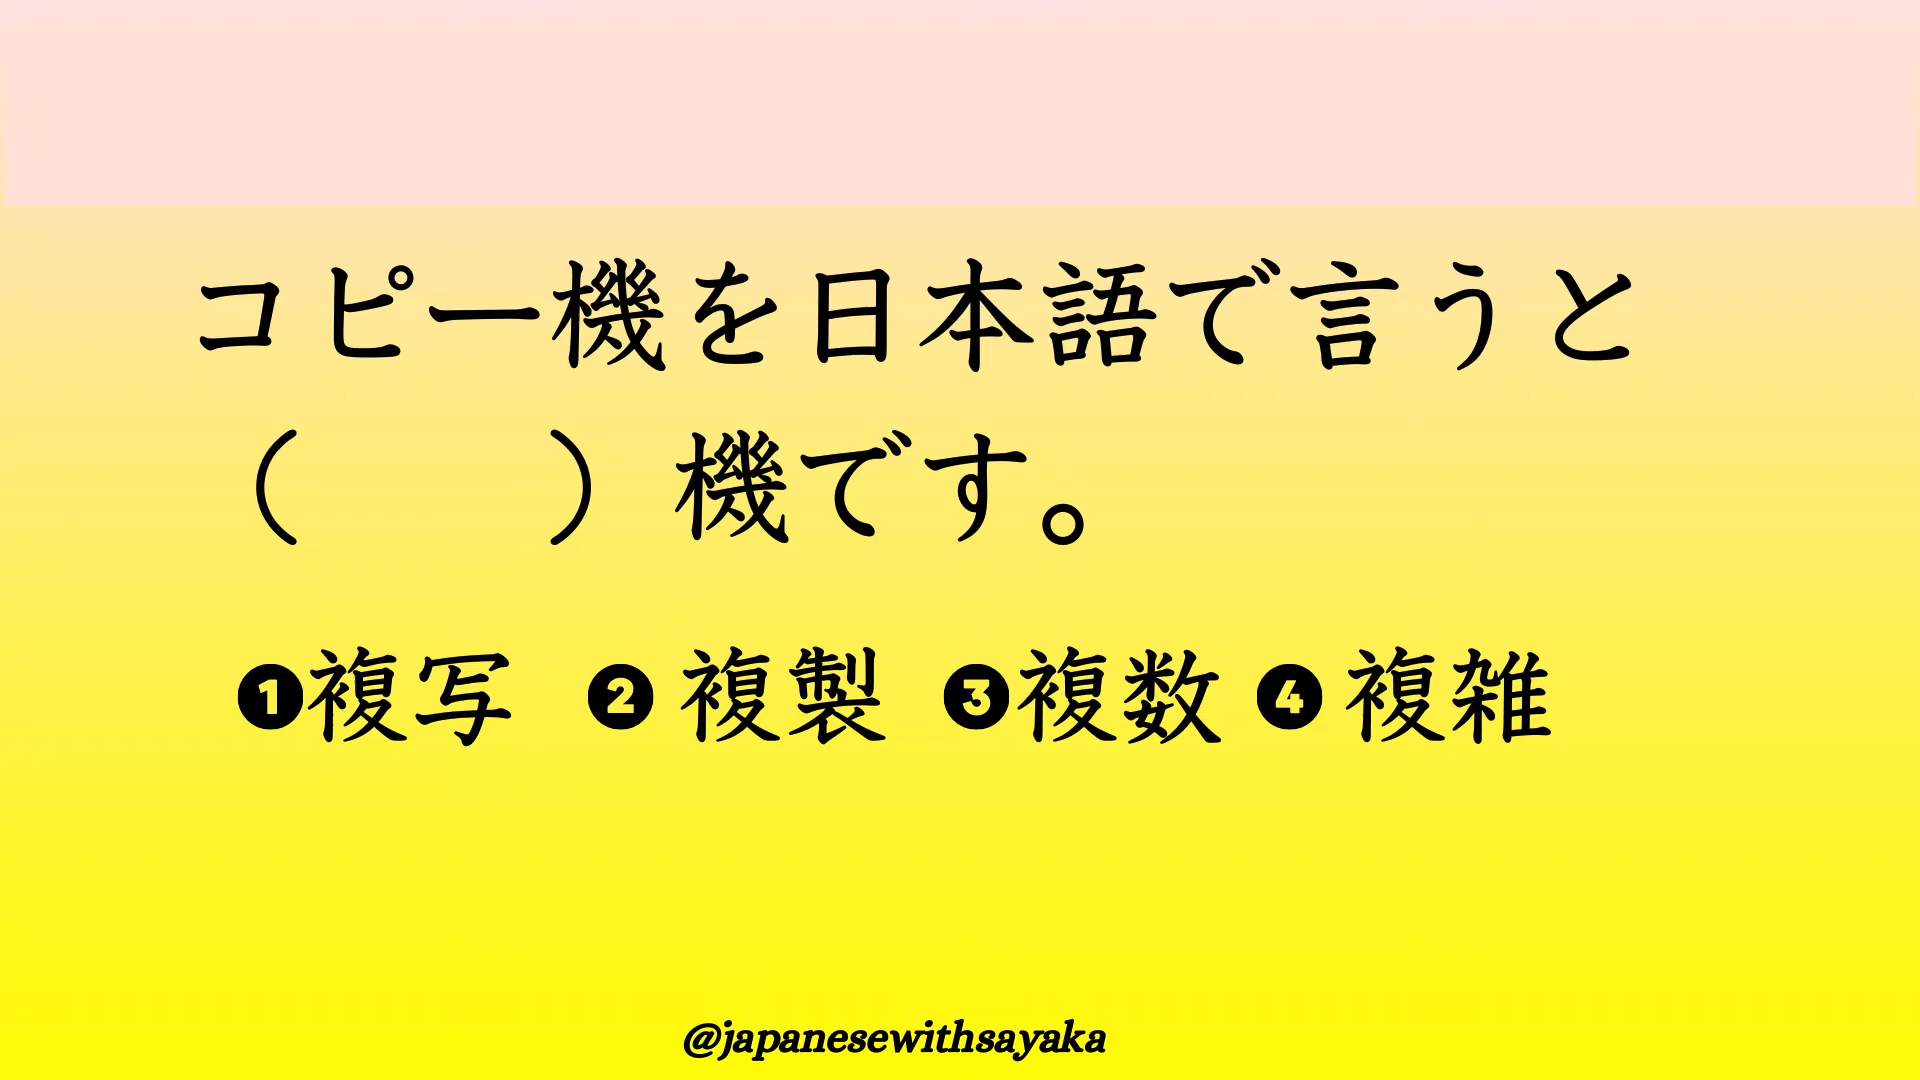 コピー機を日本語で言うと
(　　)機です。
❶複写 ❷ 複製 ❸複数 ❹ 複雑
@japanesewithsayaka